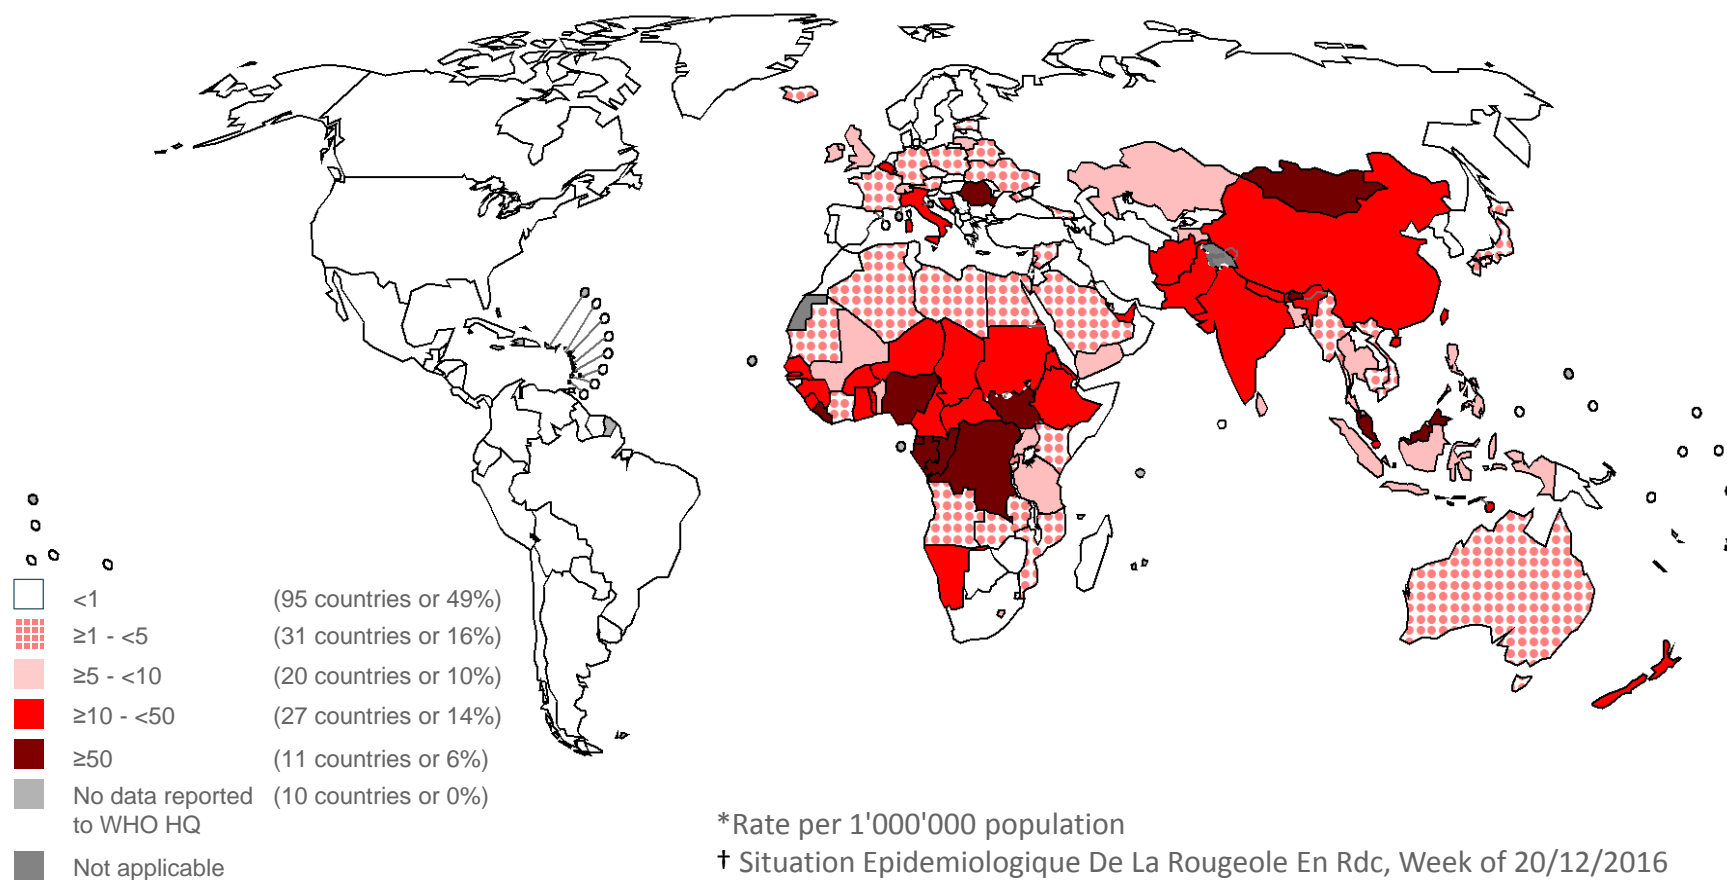 <1 (95 countries or 49%)
≥1 - <5 (31 countries or 16%)
≥5 - <10 (20 countries or 10%)
≥10 - <50 (27 countries or 14%)
≥50 (11 countries or 6%)
No data reported (10 countries or 0%)
to WHO HQ
Not applicable
*Rate per 1'000'000 population
† Situation Epidemiologique De La Rougeole En Rdc, Week of 20/12/2016